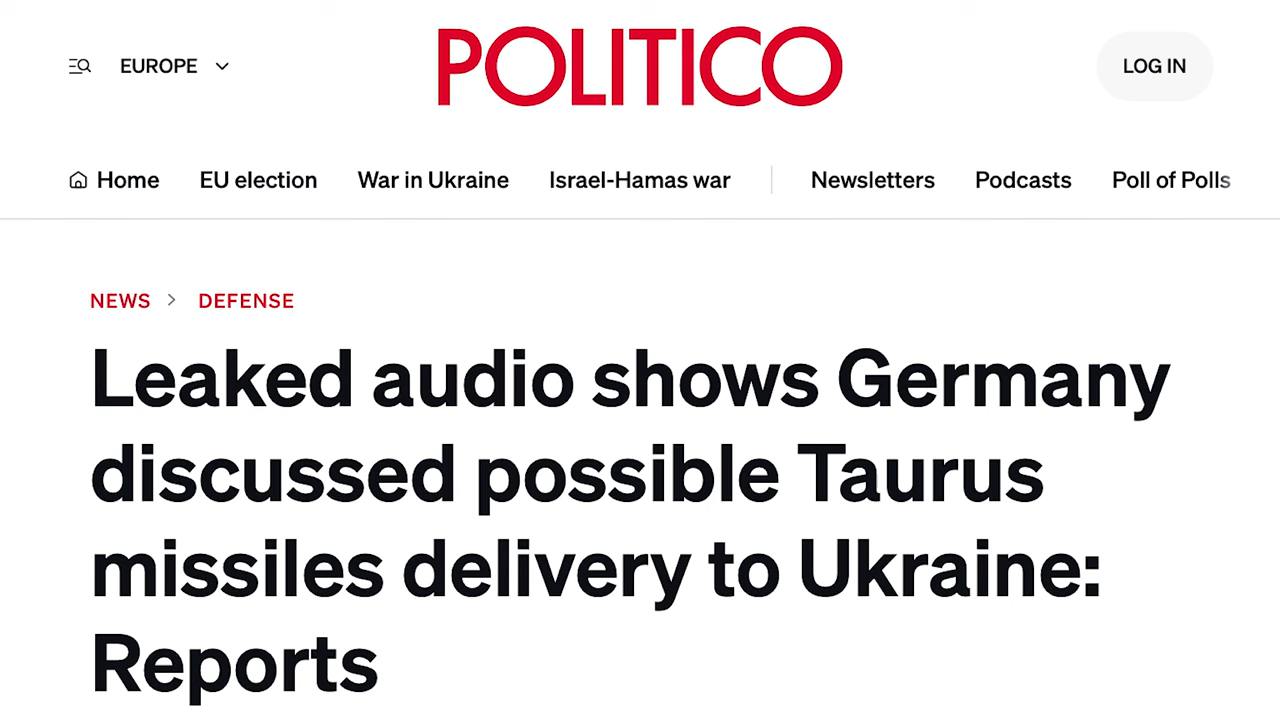 EUROPE
POLITICO
LOG IN
Home EU election War in Ukraine Israel-Hamas war Newsletters Podcasts Poll of Polls
NEWS > DEFENSE
Leaked audio shows Germany
discussed possible Taurus
missiles delivery to Ukraine:
Reports